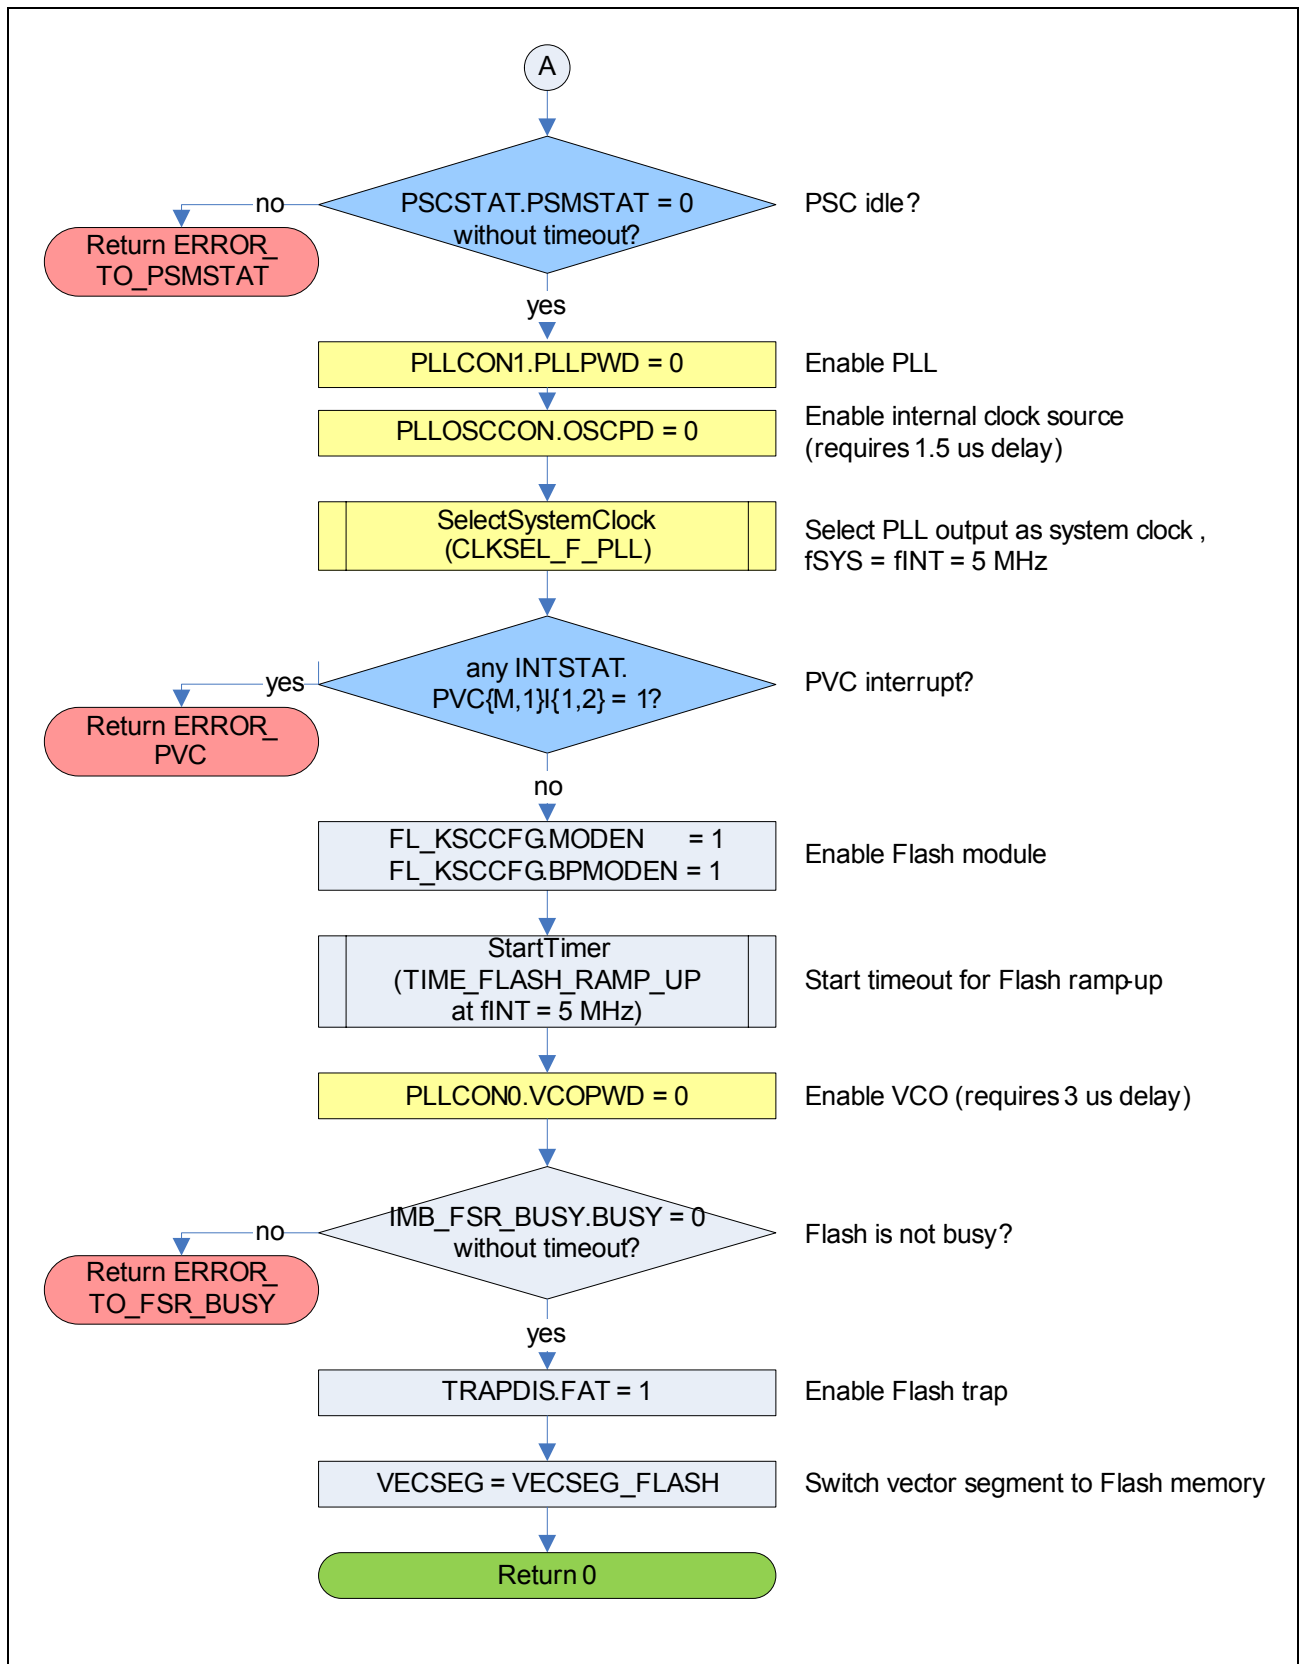 A
PSCSTAT.PSMSTAT = 0
without timeout?
PSC idle?
no
Return ERROR_
TO_PSMSTAT
yes
PLLCON1.PLLPWD = 0
Enable PLL
PLLOSCCON.OSCPD = 0
Enable internal clock source
(requires 1.5 us delay)
SelectSystemClock
(CLKSEL_F_PLL)
Select PLL output as system clock ,
fSYS = fINT = 5 MHz
any INTSTAT.
PVC{M,1}I{1,2} = 1?
PVC interrupt?
yes
Return ERROR_
PVC
no
FL_KSCCFG.MODEN = 1
FL_KSCCFG.BPMODEN = 1
Enable Flash module
StartTimer
(TIME_FLASH_RAMP_UP
at fINT = 5 MHz)
Start timeout for Flash ramp-up
PLLCON0.VCOPWD = 0
Enable VCO (requires 3 us delay)
IMB_FSR_BUSY.BUSY = 0
without timeout?
Flash is not busy?
no
Return ERROR_
TO_FSR_BUSY
yes
TRAPDIS.FAT = 1
Enable Flash trap
VECSEG = VECSEG_FLASH
Switch vector segment to Flash memory
Return 0